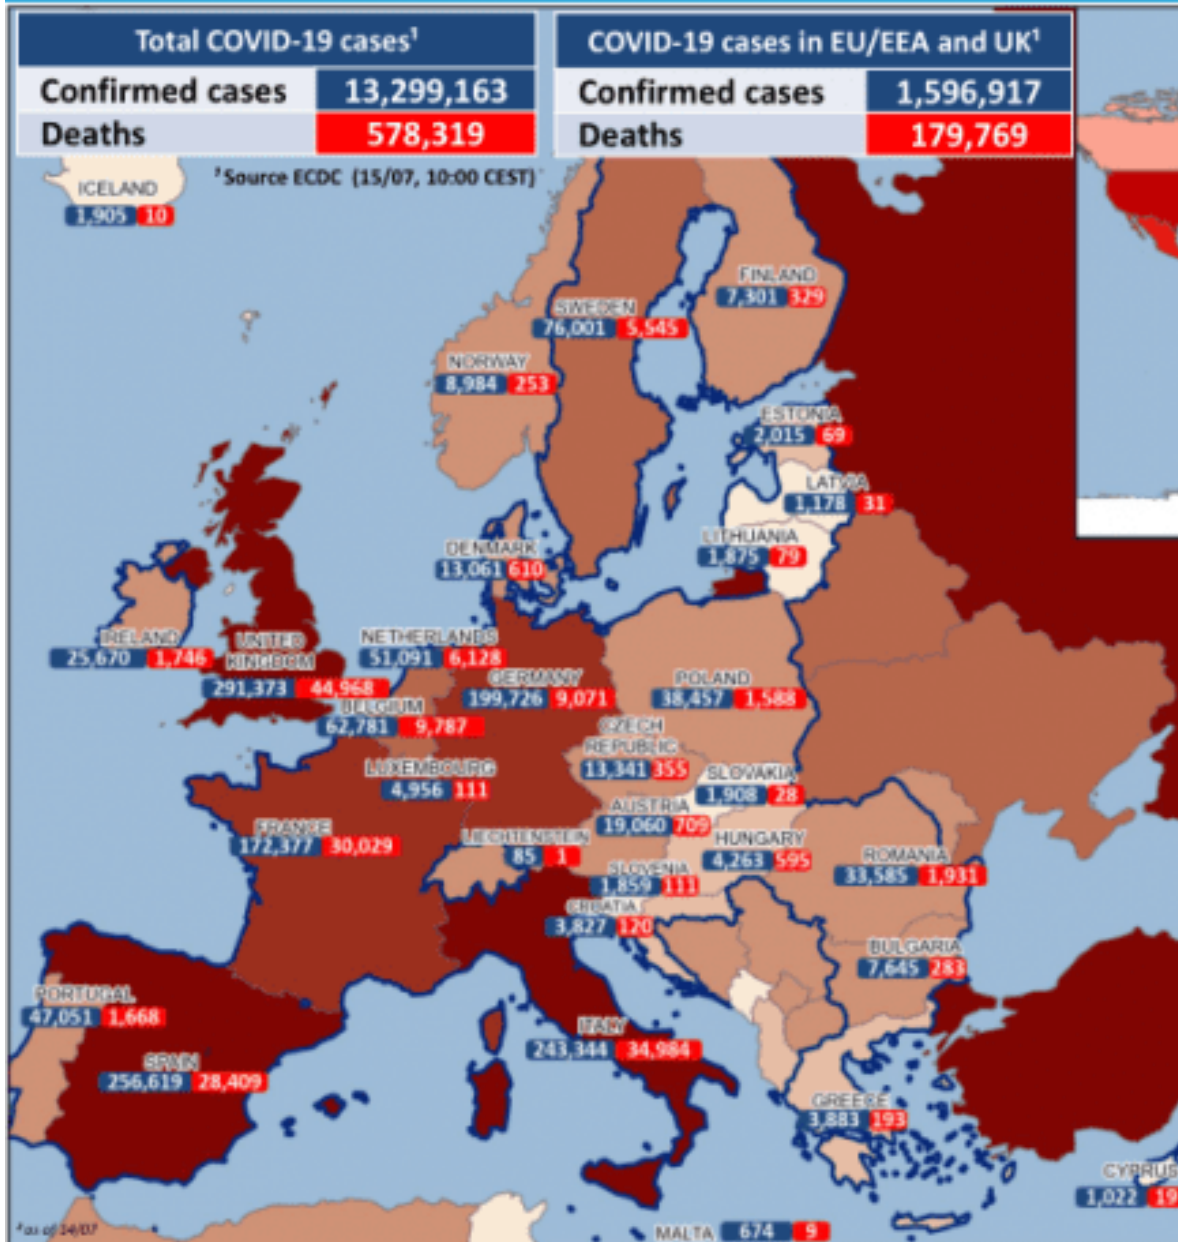 Total COVID-19 cases¹
Confirmed cases 13,299,163
Deaths 578,319
COVID-19 cases in EU/EEA and UK¹
Confirmed cases 1,596,917
Deaths 179,769
¹ Source ECDC (15/07, 10:00 CEST)
ICELAND
1,905 10
FINLAND
7,301 329
SWEDEN
76,001 5,545
NORWAY
8,984 253
ESTONIA
2,015 69
LATVIA
1,178 31
LITHUANIA
1,875 79
DENMARK
13,061 610
IRELAND
25,670 1,746
UNITED
KINGDOM
291,373 44,968
NETHERLANDS
51,091 6,128
GERMANY
199,726 9,071
POLAND
38,457 1,588
BELGIUM
62,781 9,787
CZECH
REPUBLIC
13,341 355
LUXEMBOURG
4,956 111
SLOVAKIA
1,908 28
AUSTRIA
19,060 709
FRANCE
172,377 30,029
LIECHTENSTEIN
85 1
HUNGARY
4,263 595
SLOVENIA
1,859 111
ROMANIA
33,585 1,931
CROATIA
3,827 120
BULGARIA
7,645 283
PORTUGAL
47,051 1,668
SPAIN
256,619 28,409
ITALY
243,344 34,984
GREECE
3,883 193
CYPRUS
1,022 19
MALTA 674 9
² as of 14/07